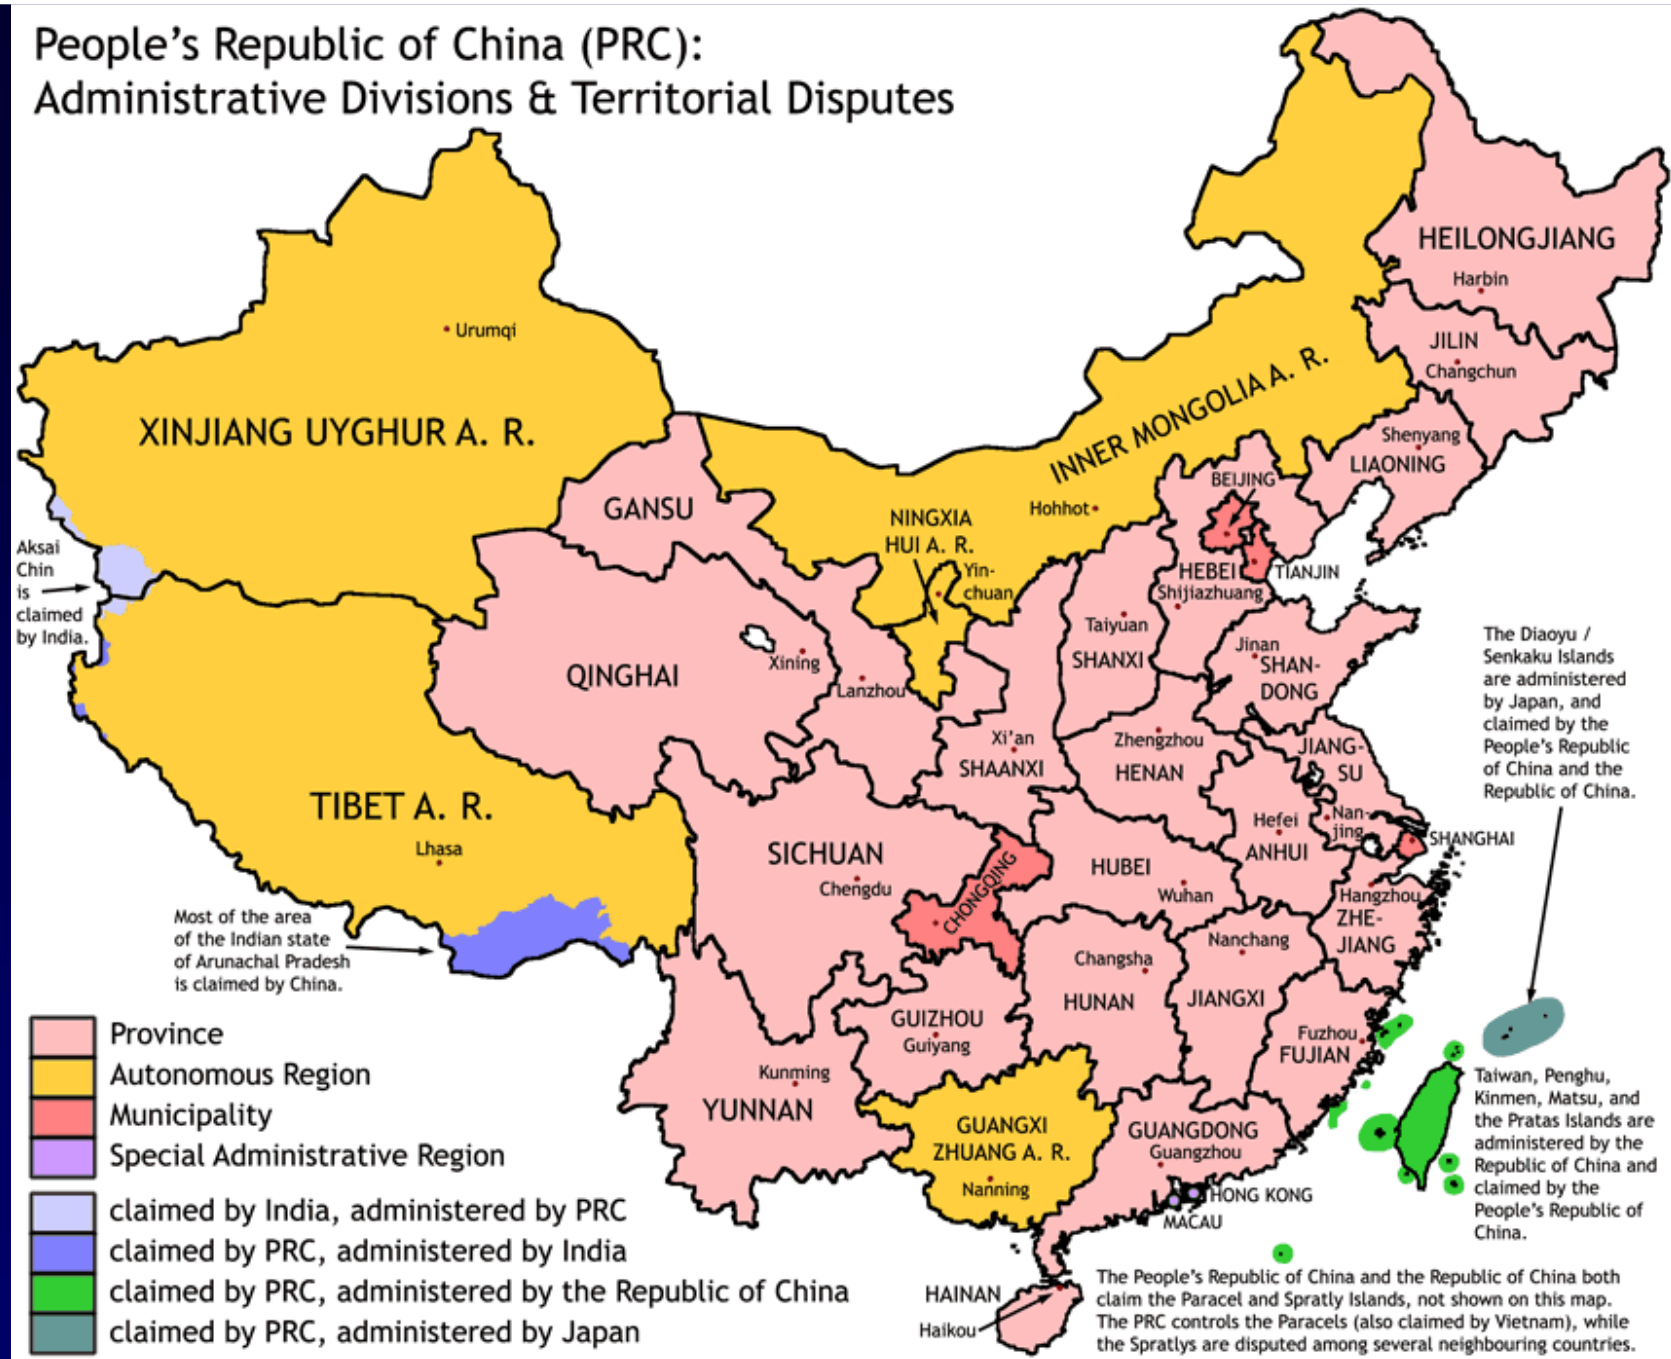 People's Republic of China (PRC):
Administrative Divisions & Territorial Disputes
HEILONGJIANG
Harbin
JILIN
Changchun
Urumqi
XINJIANG UYGHUR A. R.
INNER MONGOLIA A. R.
Shenyang
LIAONING
BEIJING
GANSU
Hohhot
NINGXIA
HUI A. R.
Yin-
chuan
HEBEI
TIANJIN
Shijiazhuang
Aksai
Chin
is
claimed
by India.
Taiyuan
SHANXI
Jinan
SHAN-
DONG
The Diaoyu /
Senkaku Islands
are administered
by Japan, and
claimed by the
People's Republic
of China and the
Republic of China.
QINGHAI
Xining
Lanzhou
Xi'an
SHAANXI
Zhengzhou
HENAN
JIANG-
SU
TIBET A. R.
Lhasa
SICHUAN
Chengdu
CHONGQING
HUBEI
Wuhan
Hefei
ANHUI
Nan-
jing
SHANGHAI
Hangzhou
ZHE-
JIANG
Most of the area
of the Indian state
of Arunachal Pradesh
is claimed by China.
Changsha
HUNAN
Nanchang
JIANGXI
GUIZHOU
Guiyang
Fuzhou
FUJIAN
Kunming
YUNNAN
GUANGXI
ZHUANG A. R.
Nanning
GUANGDONG
Guangzhou
HONG KONG
MACAU
Taiwan, Penghu,
Kinmen, Matsu, and
the Pratas Islands are
administered by the
Republic of China and
claimed by the
People's Republic of
China.
HAINAN
Haikou
Province
Autonomous Region
Municipality
Special Administrative Region
claimed by India, administered by PRC
claimed by PRC, administered by India
claimed by PRC, administered by the Republic of China
claimed by PRC, administered by Japan
The People's Republic of China and the Republic of China both
claim the Paracel and Spratly Islands, not shown on this map.
The PRC controls the Paracels (also claimed by Vietnam), while
the Spratlys are disputed among several neighbouring countries.